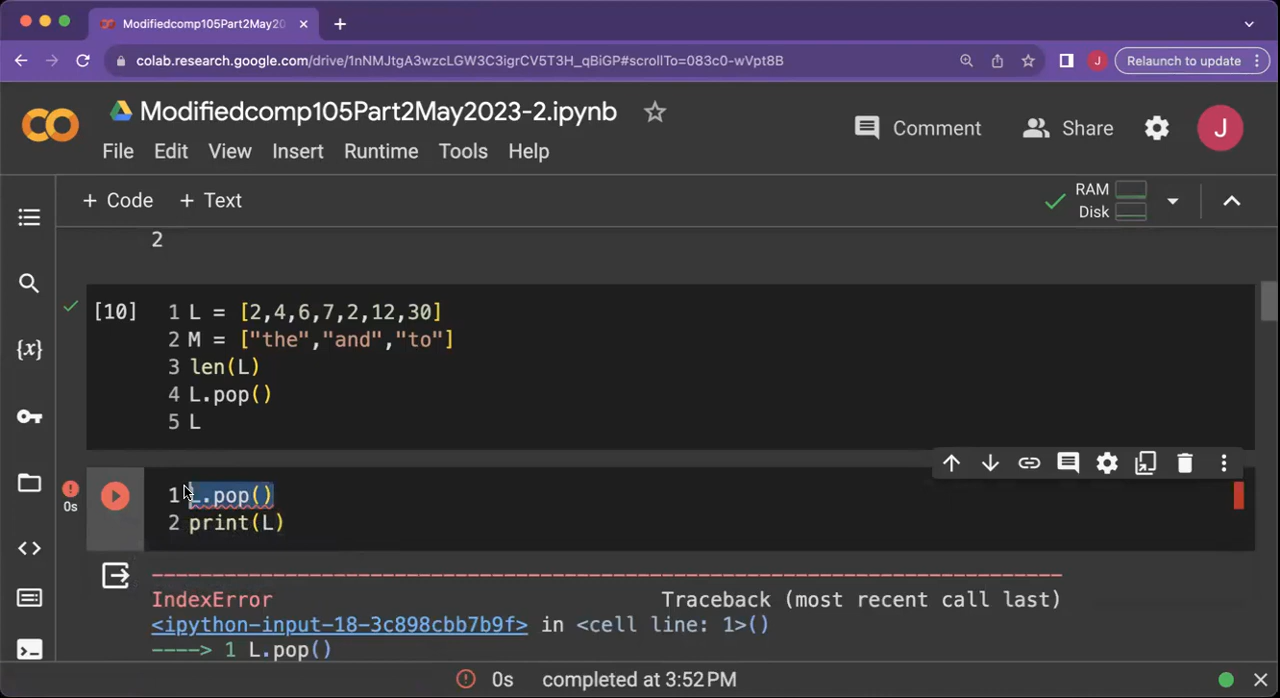 Modifiedcomp105Part2May20
colab.research.google.com/drive/1nNMJtgA3wzcLGW3C3igrCV5T3H_qBiGP#scrollTo=083c0-wVpt8B
J
Relaunch to update
CO
Modifiedcomp105Part2May2023-2.ipynb
Comment
Share
J
File Edit View Insert Runtime Tools Help
+ Code + Text
RAM
Disk
2
[10]
1 L = [2,4,6,7,2,12,30]
2 M = ["the","and","to"]
3 len(L)
4 L.pop()
5 L
{x}
0s
1 L.pop()
2 print(L)
IndexError Traceback (most recent call last)
<ipython-input-18-3c898cbb7b9f> in <cell line: 1>()
----> 1 L.pop()
0s completed at 3:52 PM